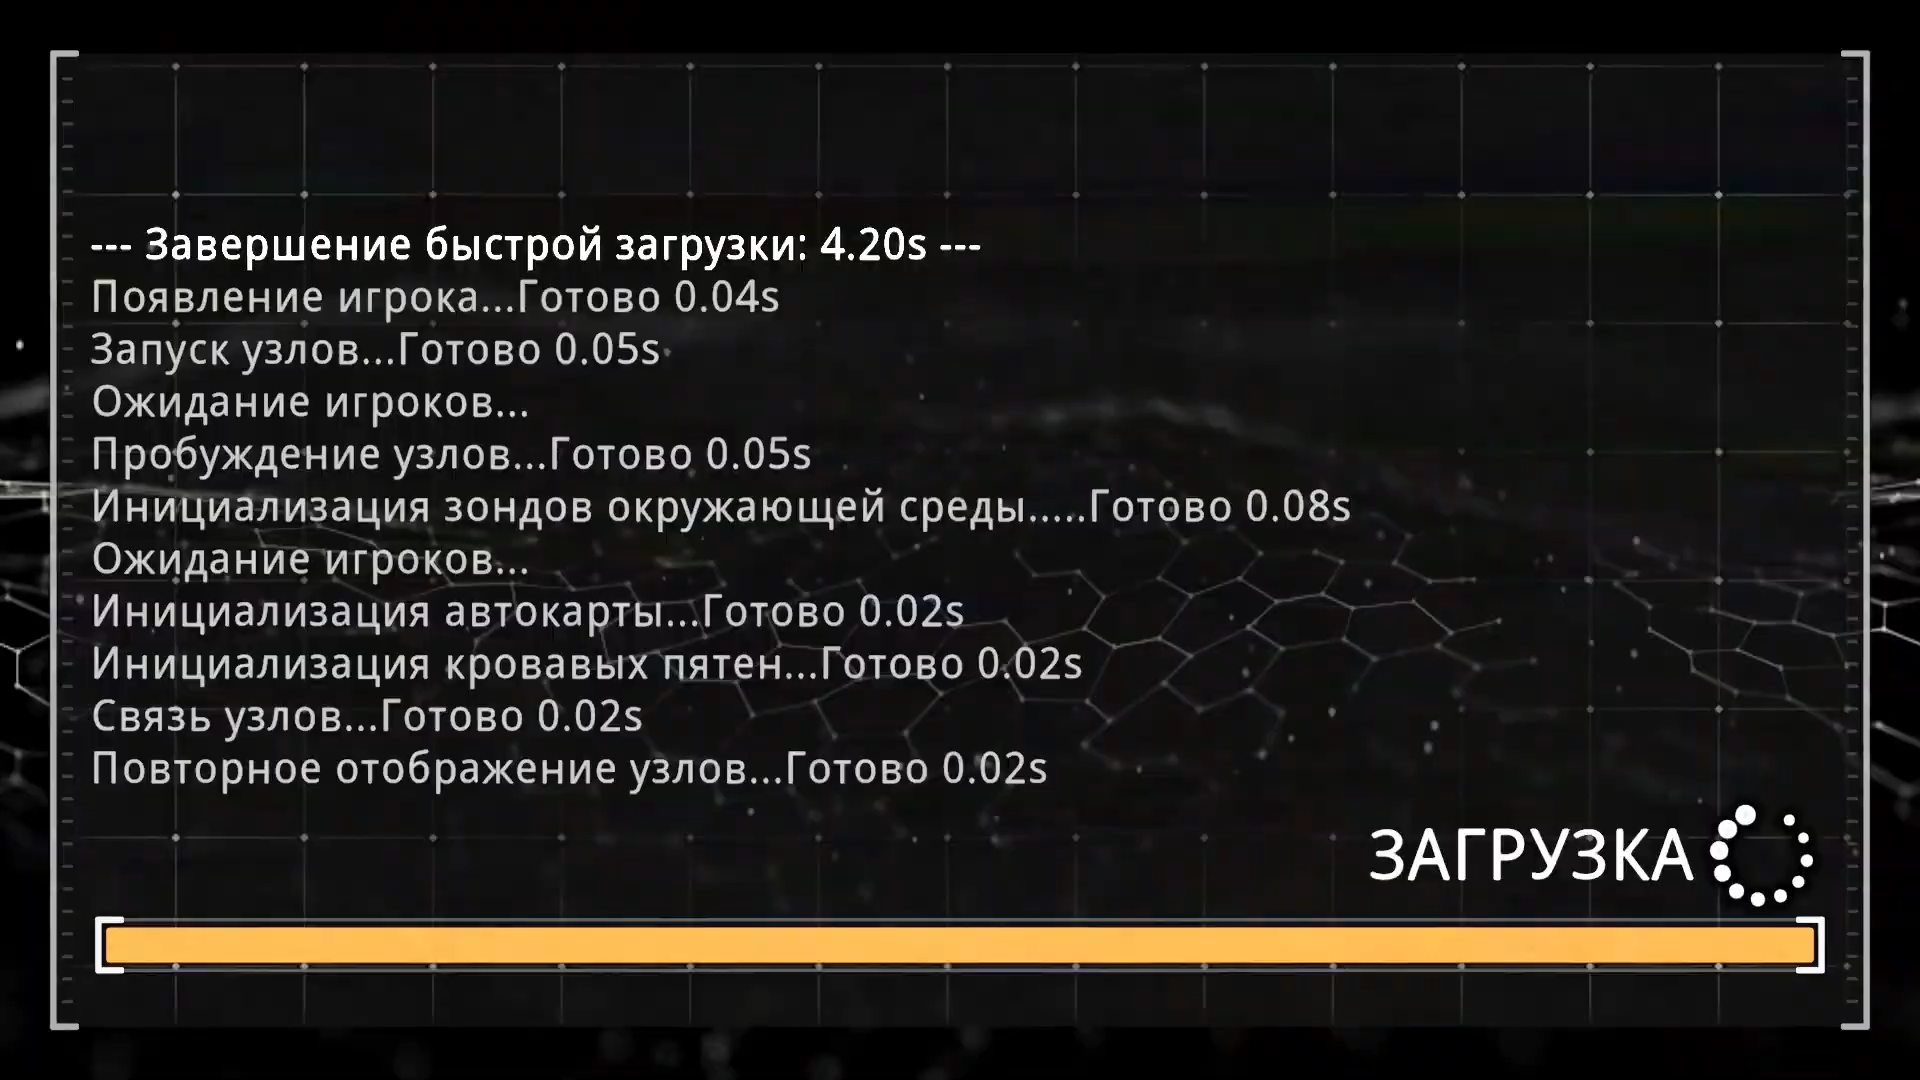 --- Завершение быстрой загрузки: 4.20s ---
Появление игрока...Готово 0.04s
Запуск узлов...Готово 0.05s
Ожидание игроков...
Пробуждение узлов...Готово 0.05s
Инициализация зондов окружающей среды.....Готово 0.08s
Ожидание игроков...
Инициализация автокарты...Готово 0.02s
Инициализация кровавых пятен...Готово 0.02s
Связь узлов...Готово 0.02s
Повторное отображение узлов...Готово 0.02s
ЗАГРУЗКА